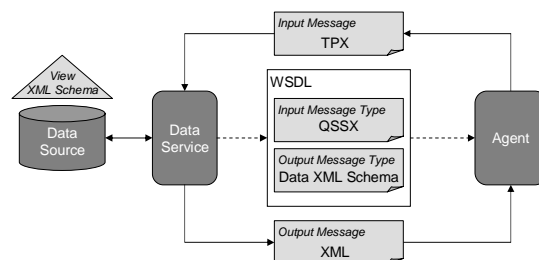 Input Message
TPX
View
XML Schema
WSDL
Input Message Type
QSSX
Data
Source
Data
Service
Agent
Output Message Type
Data XML Schema
Output Message
XML